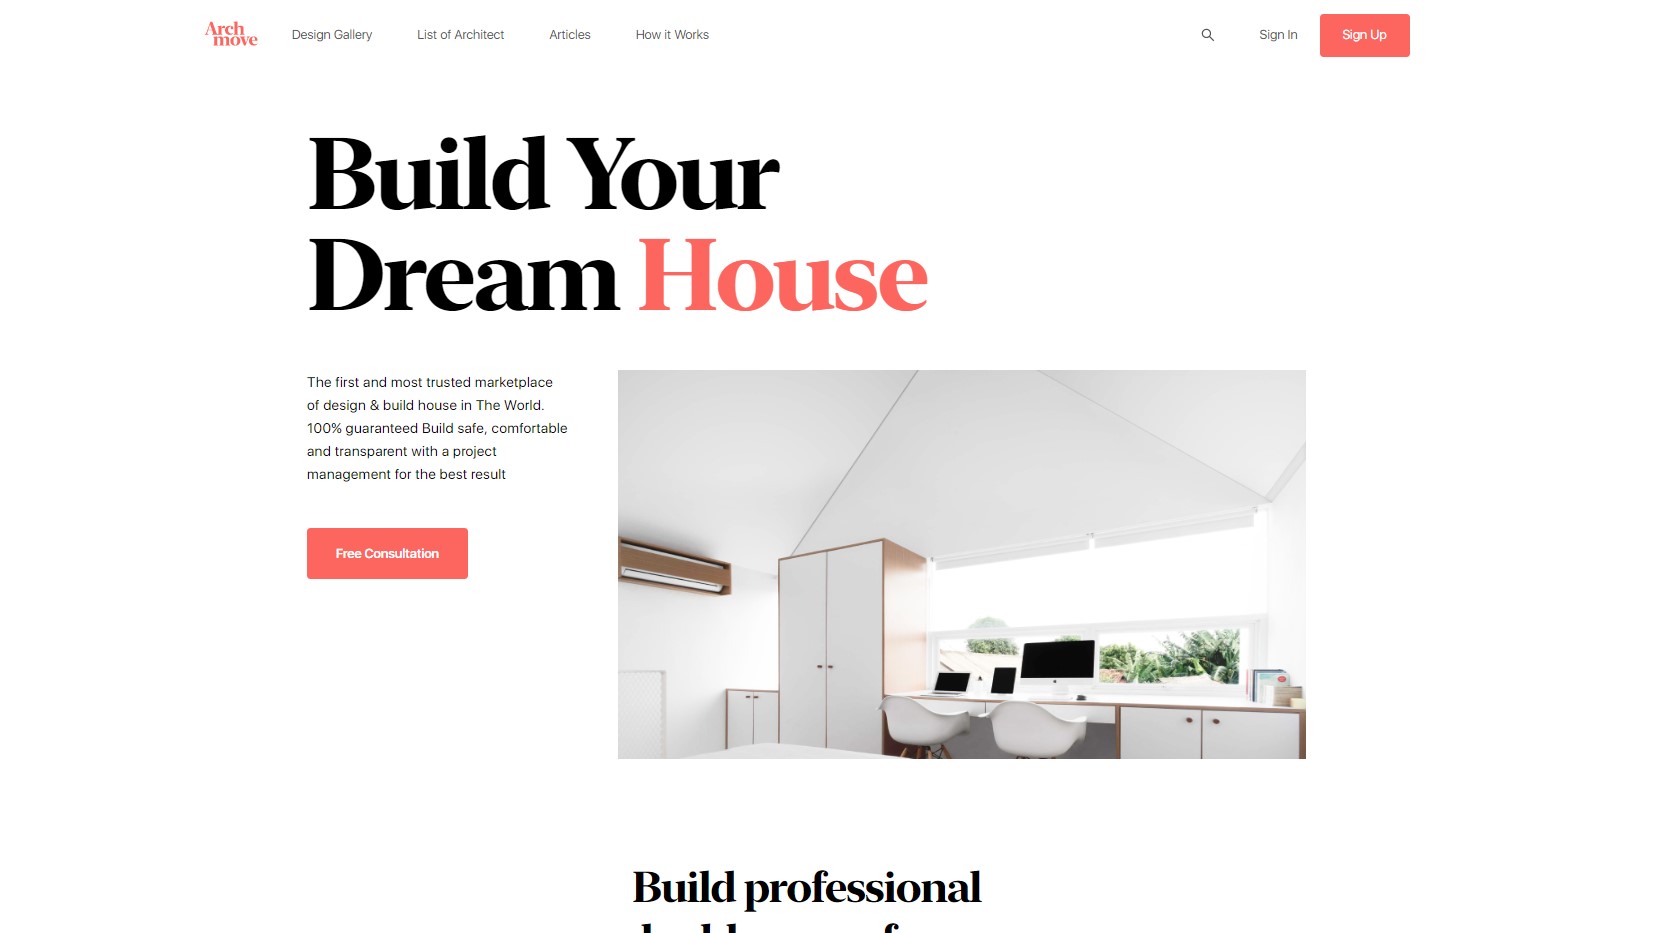 Arch
move
Design Gallery
List of Architect
Articles
How it Works
Sign In
Sign Up
Build Your
Dream House
The first and most trusted marketplace
of design & build house in The World.
100% guaranteed Build safe, comfortable
and transparent with a project
management for the best result
Free Consultation
Build professional